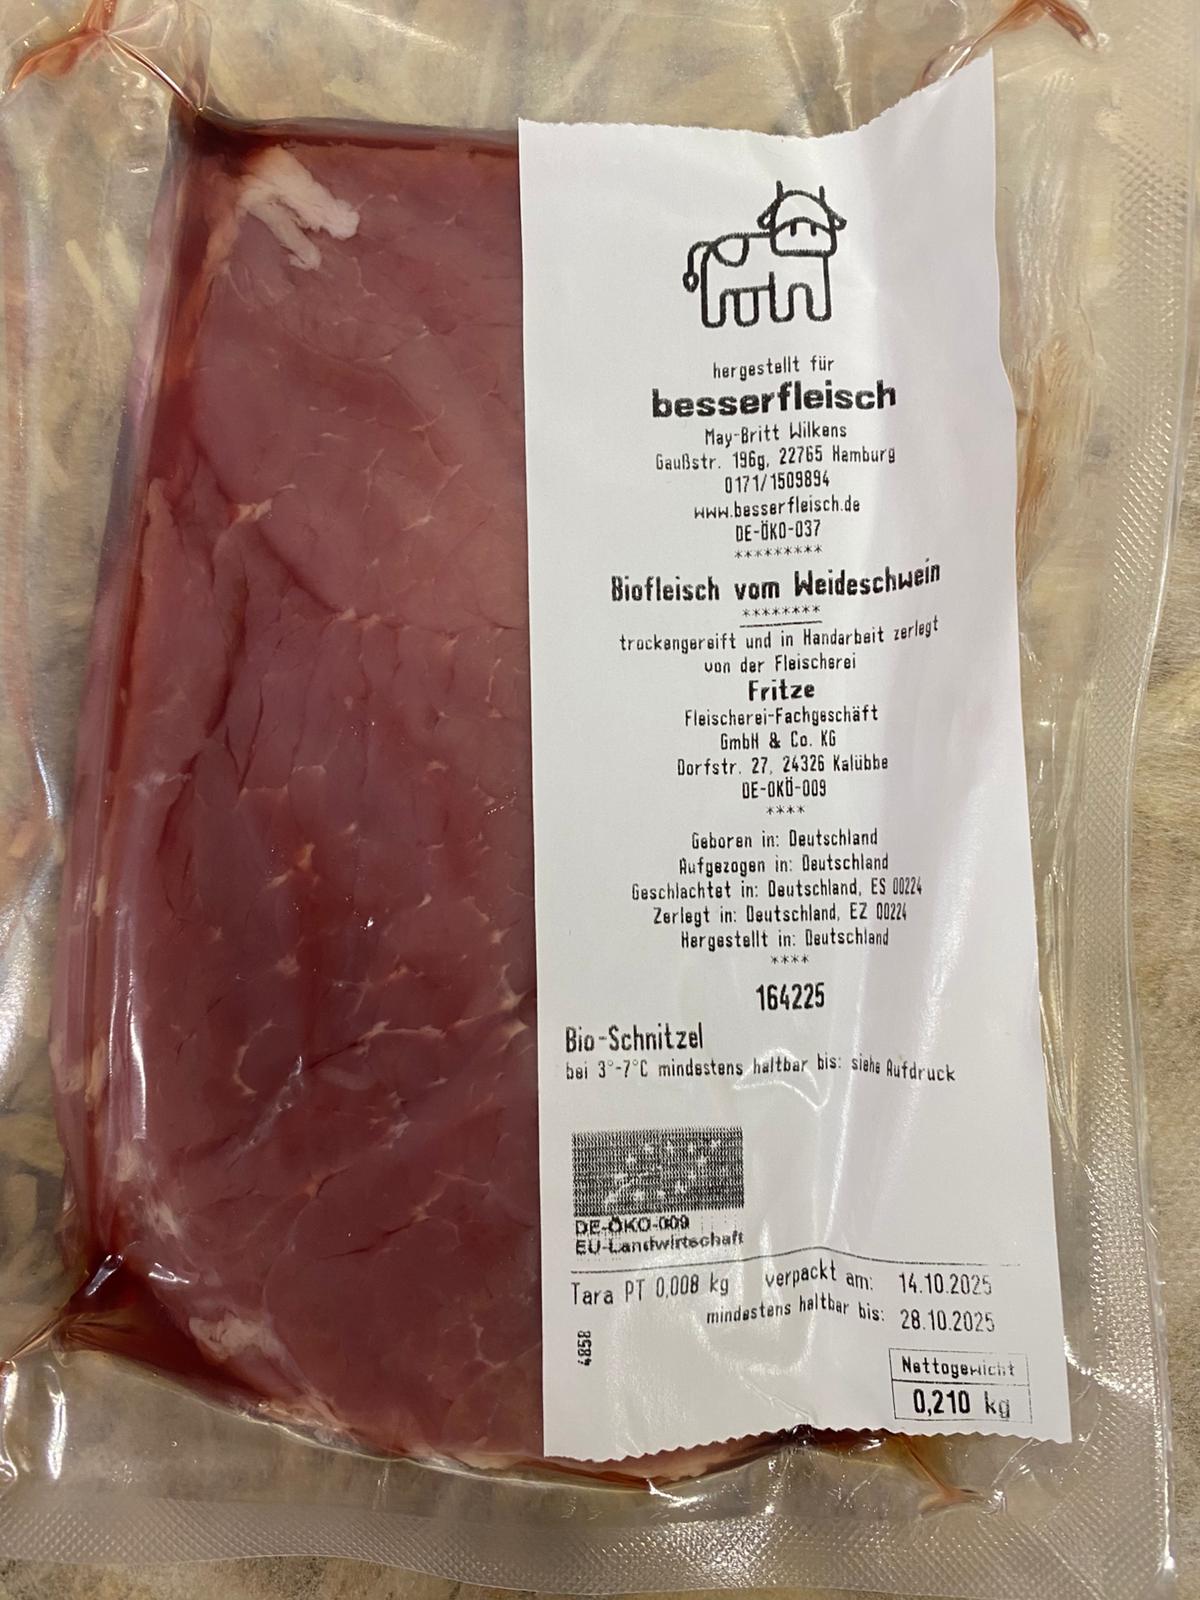 hergestellt für
besserfleisch
May-Britt Wilkens
Gaußstr. 196g, 22765 Hamburg
0171/1509894
www.besserfleisch.de
DE-ÖKO-037
*********
Biofleisch vom Weideschwein
********
trockengereift und in Handarbeit zerlegt
von der Fleischerei
Fritze
Fleischerei-Fachgeschäft
GmbH & Co. KG
Dorfstr. 27, 24326 Kalübbe
DE-OKÖ-009
****
Geboren in: Deutschland
Aufgezogen in: Deutschland
Geschlachtet in: Deutschland, ES 00224
Zerlegt in: Deutschland, EZ 00224
Hergestellt in: Deutschland
****
164225
Bio-Schnitzel
bei 3°-7°C mindestens haltbar bis: siehe Aufdruck
DE-ÖKO-009
EU-Landwirtschaft
Tara PT 0,008 kg verpackt am: 14.10.2025
mindestens haltbar bis: 28.10.2025
4858
Nettogewicht
0,210 kg